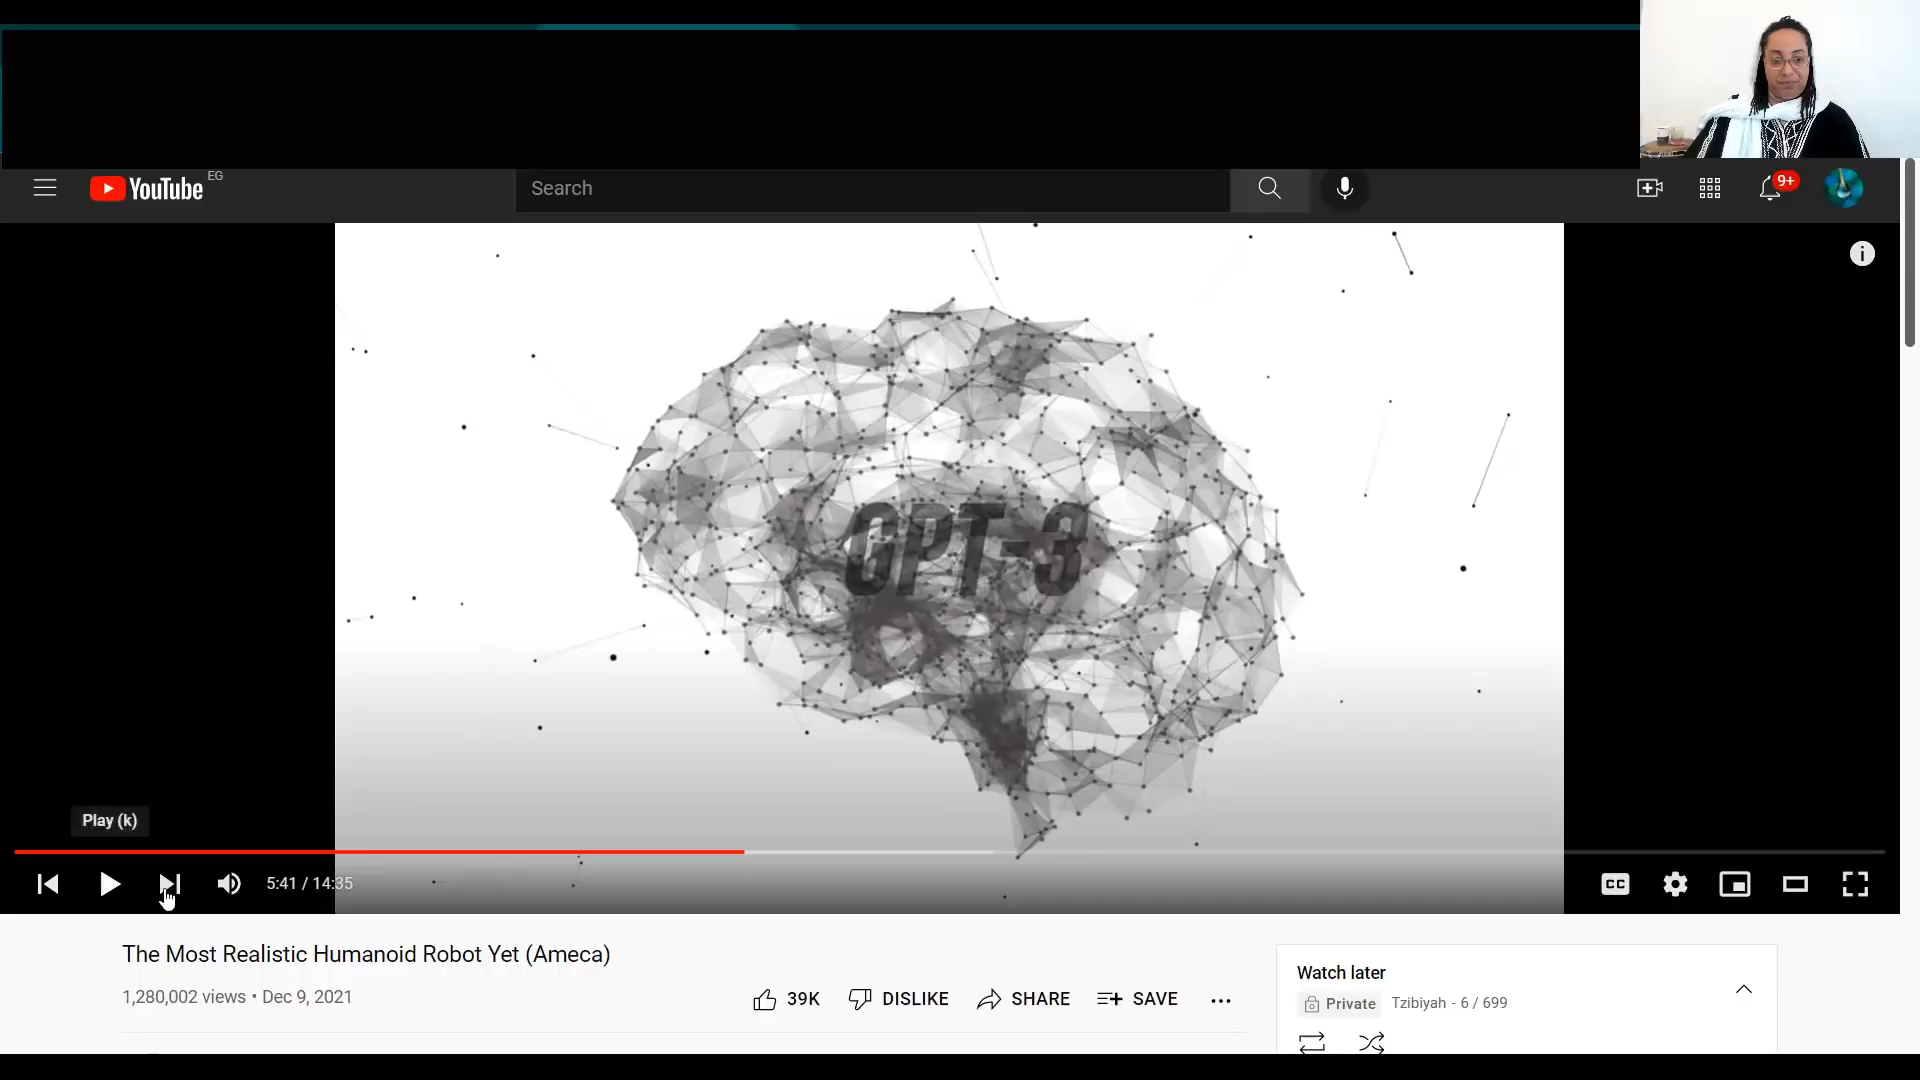 YouTube EG
Search
9+
GPT-3
Play (k)
5:41 / 14:35
CC
The Most Realistic Humanoid Robot Yet (Ameca)
1,280,002 views • Dec 9, 2021
39K DISLIKE SHARE SAVE
Watch later
Private Tzibiyah - 6 / 699